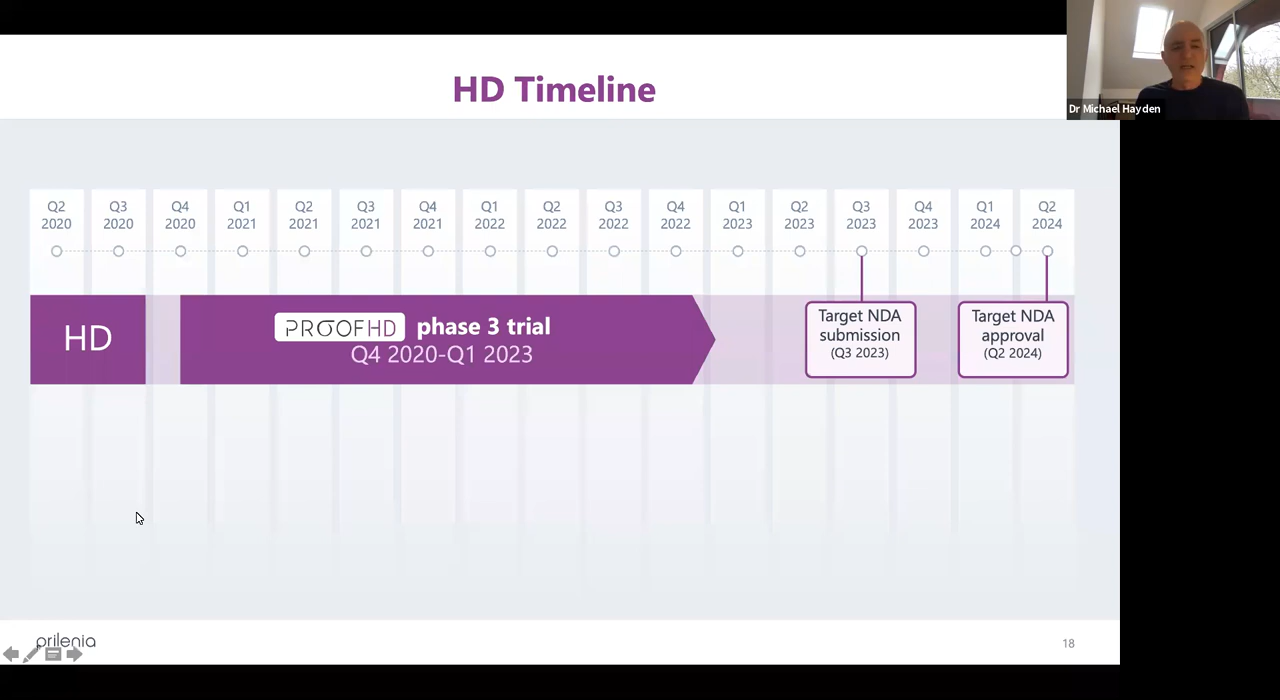 HD Timeline
Dr Michael Hayden
Q2 2020
Q3 2020
Q4 2020
Q1 2021
Q2 2021
Q3 2021
Q4 2021
Q1 2022
Q2 2022
Q3 2022
Q4 2022
Q1 2023
Q2 2023
Q3 2023
Q4 2023
Q1 2024
Q2 2024
HD
PROOFHD phase 3 trial
Q4 2020-Q1 2023
Target NDA
submission
(Q3 2023)
Target NDA
approval
(Q2 2024)
prilenia
18